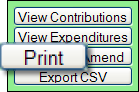 View Contributions
View Expenditures
Print
Amend
Export CSV